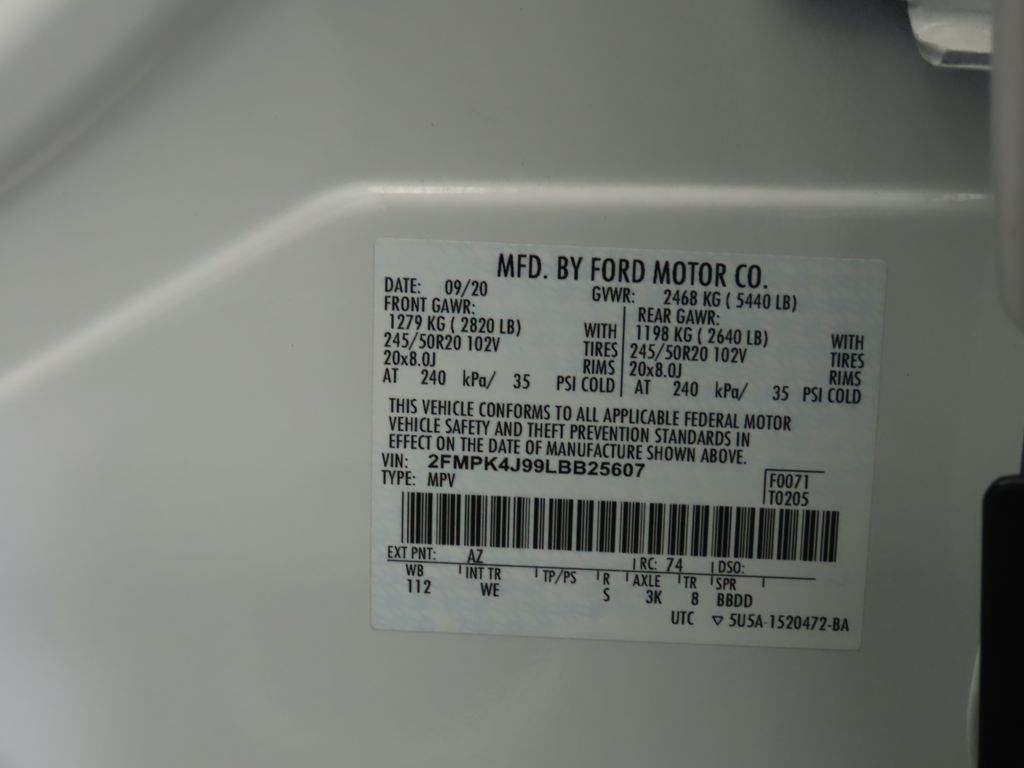 MFD. BY FORD MOTOR CO.
DATE: 09/20 GVWR: 2468 KG ( 5440 LB)
FRONT GAWR: REAR GAWR:
1279 KG ( 2820 LB) WITH 1198 KG ( 2640 LB) WITH
245/50R20 102V TIRES 245/50R20 102V TIRES
20x8.0J RIMS 20x8.0J RIMS
AT 240 kPa/ 35 PSI COLD AT 240 kPa/ 35 PSI COLD
THIS VEHICLE CONFORMS TO ALL APPLICABLE FEDERAL MOTOR
VEHICLE SAFETY AND THEFT PREVENTION STANDARDS IN
EFFECT ON THE DATE OF MANUFACTURE SHOWN ABOVE.
VIN: 2FMPK4J99LBB25607
TYPE: MPV
F0071
T0205
EXT PNT: AZ RC: 74 DSO:
WB INT TR TP/PS R AXLE TR SPR
112 WE S 3K 8 BBDD
UTC ▽ 5U5A-1520472-BA